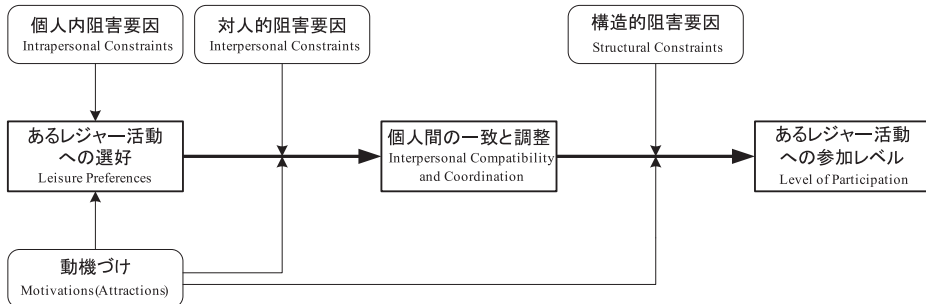 個人内阻害要因
Intrapersonal Constraints
対人的阻害要因
Interpersonal Constraints
構造的阻害要因
Structural Constraints
あるレジャー活動
への選好
Leisure Preferences
個人間の一致と調整
Interpersonal Compatibility
and Coordination
あるレジャー活動
への参加レベル
Level of Participation
動機づけ
Motivations(Attractions)